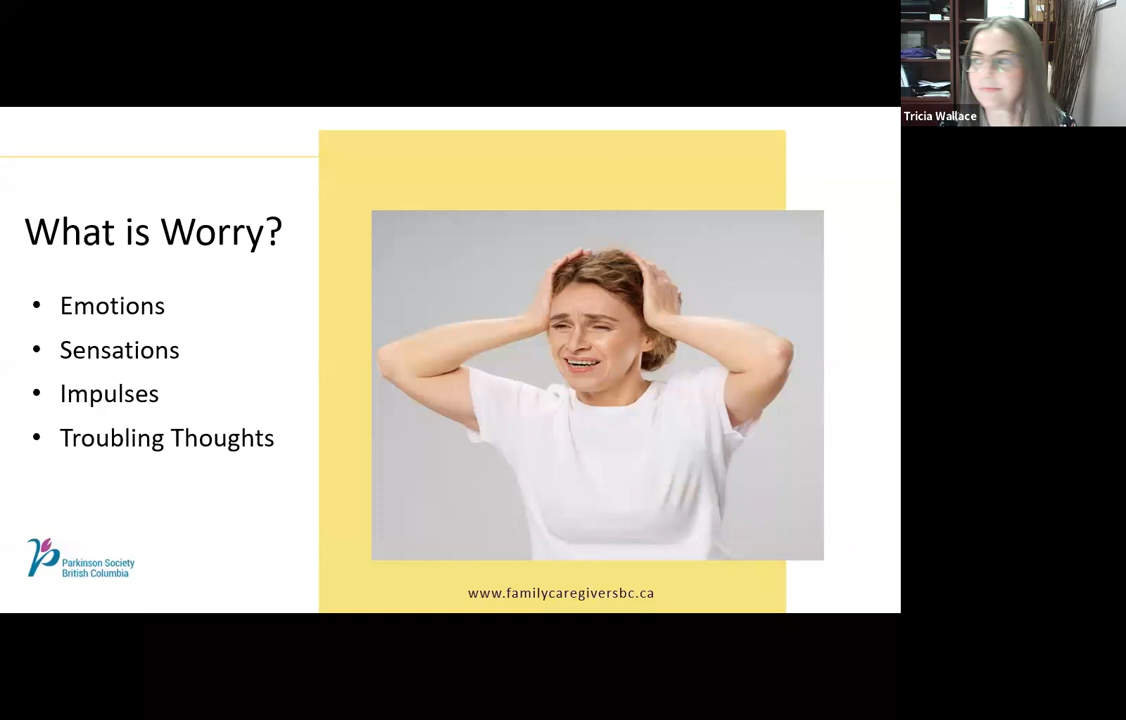 Tricia Wallace
What is Worry?
• Emotions
• Sensations
• Impulses
• Troubling Thoughts
Parkinson Society
British Columbia
www.familycaregiversbc.ca